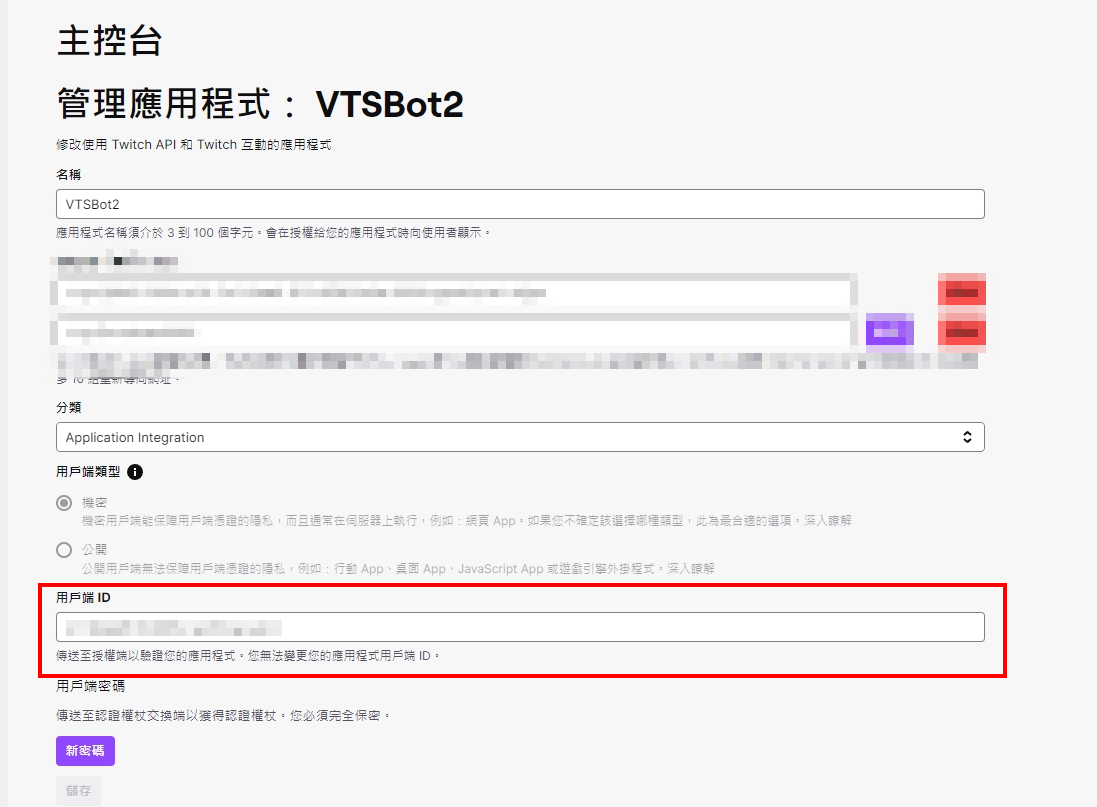 主控台
管理應用程式： VTSBot2
修改使用 Twitch API 和 Twitch 互動的應用程式
名稱
VTSBot2
應用程式名稱須介於 3 到 100 個字元。會在授權給您的應用程式時向使用者顯示。
多 10 組重新導向網址。
分類
Application Integration
用戶端類型
機密
機密用戶端能保障用戶端憑證的隱私，而且通常在伺服器上執行，例如：網頁 App。如果您不確定該選擇哪種類型，此為最合適的選項。深入瞭解
公開
公開用戶端無法保障用戶端憑證的隱私，例如：行動 App、桌面 App、JavaScript App 或遊戲引擎外掛程式。深入瞭解
用戶端 ID
傳送至授權端以驗證您的應用程式。您無法變更您的應用程式用戶端 ID。
用戶端密碼
傳送至認證權杖交換端以獲得認證權杖。您必須完全保密。
新密碼
儲存